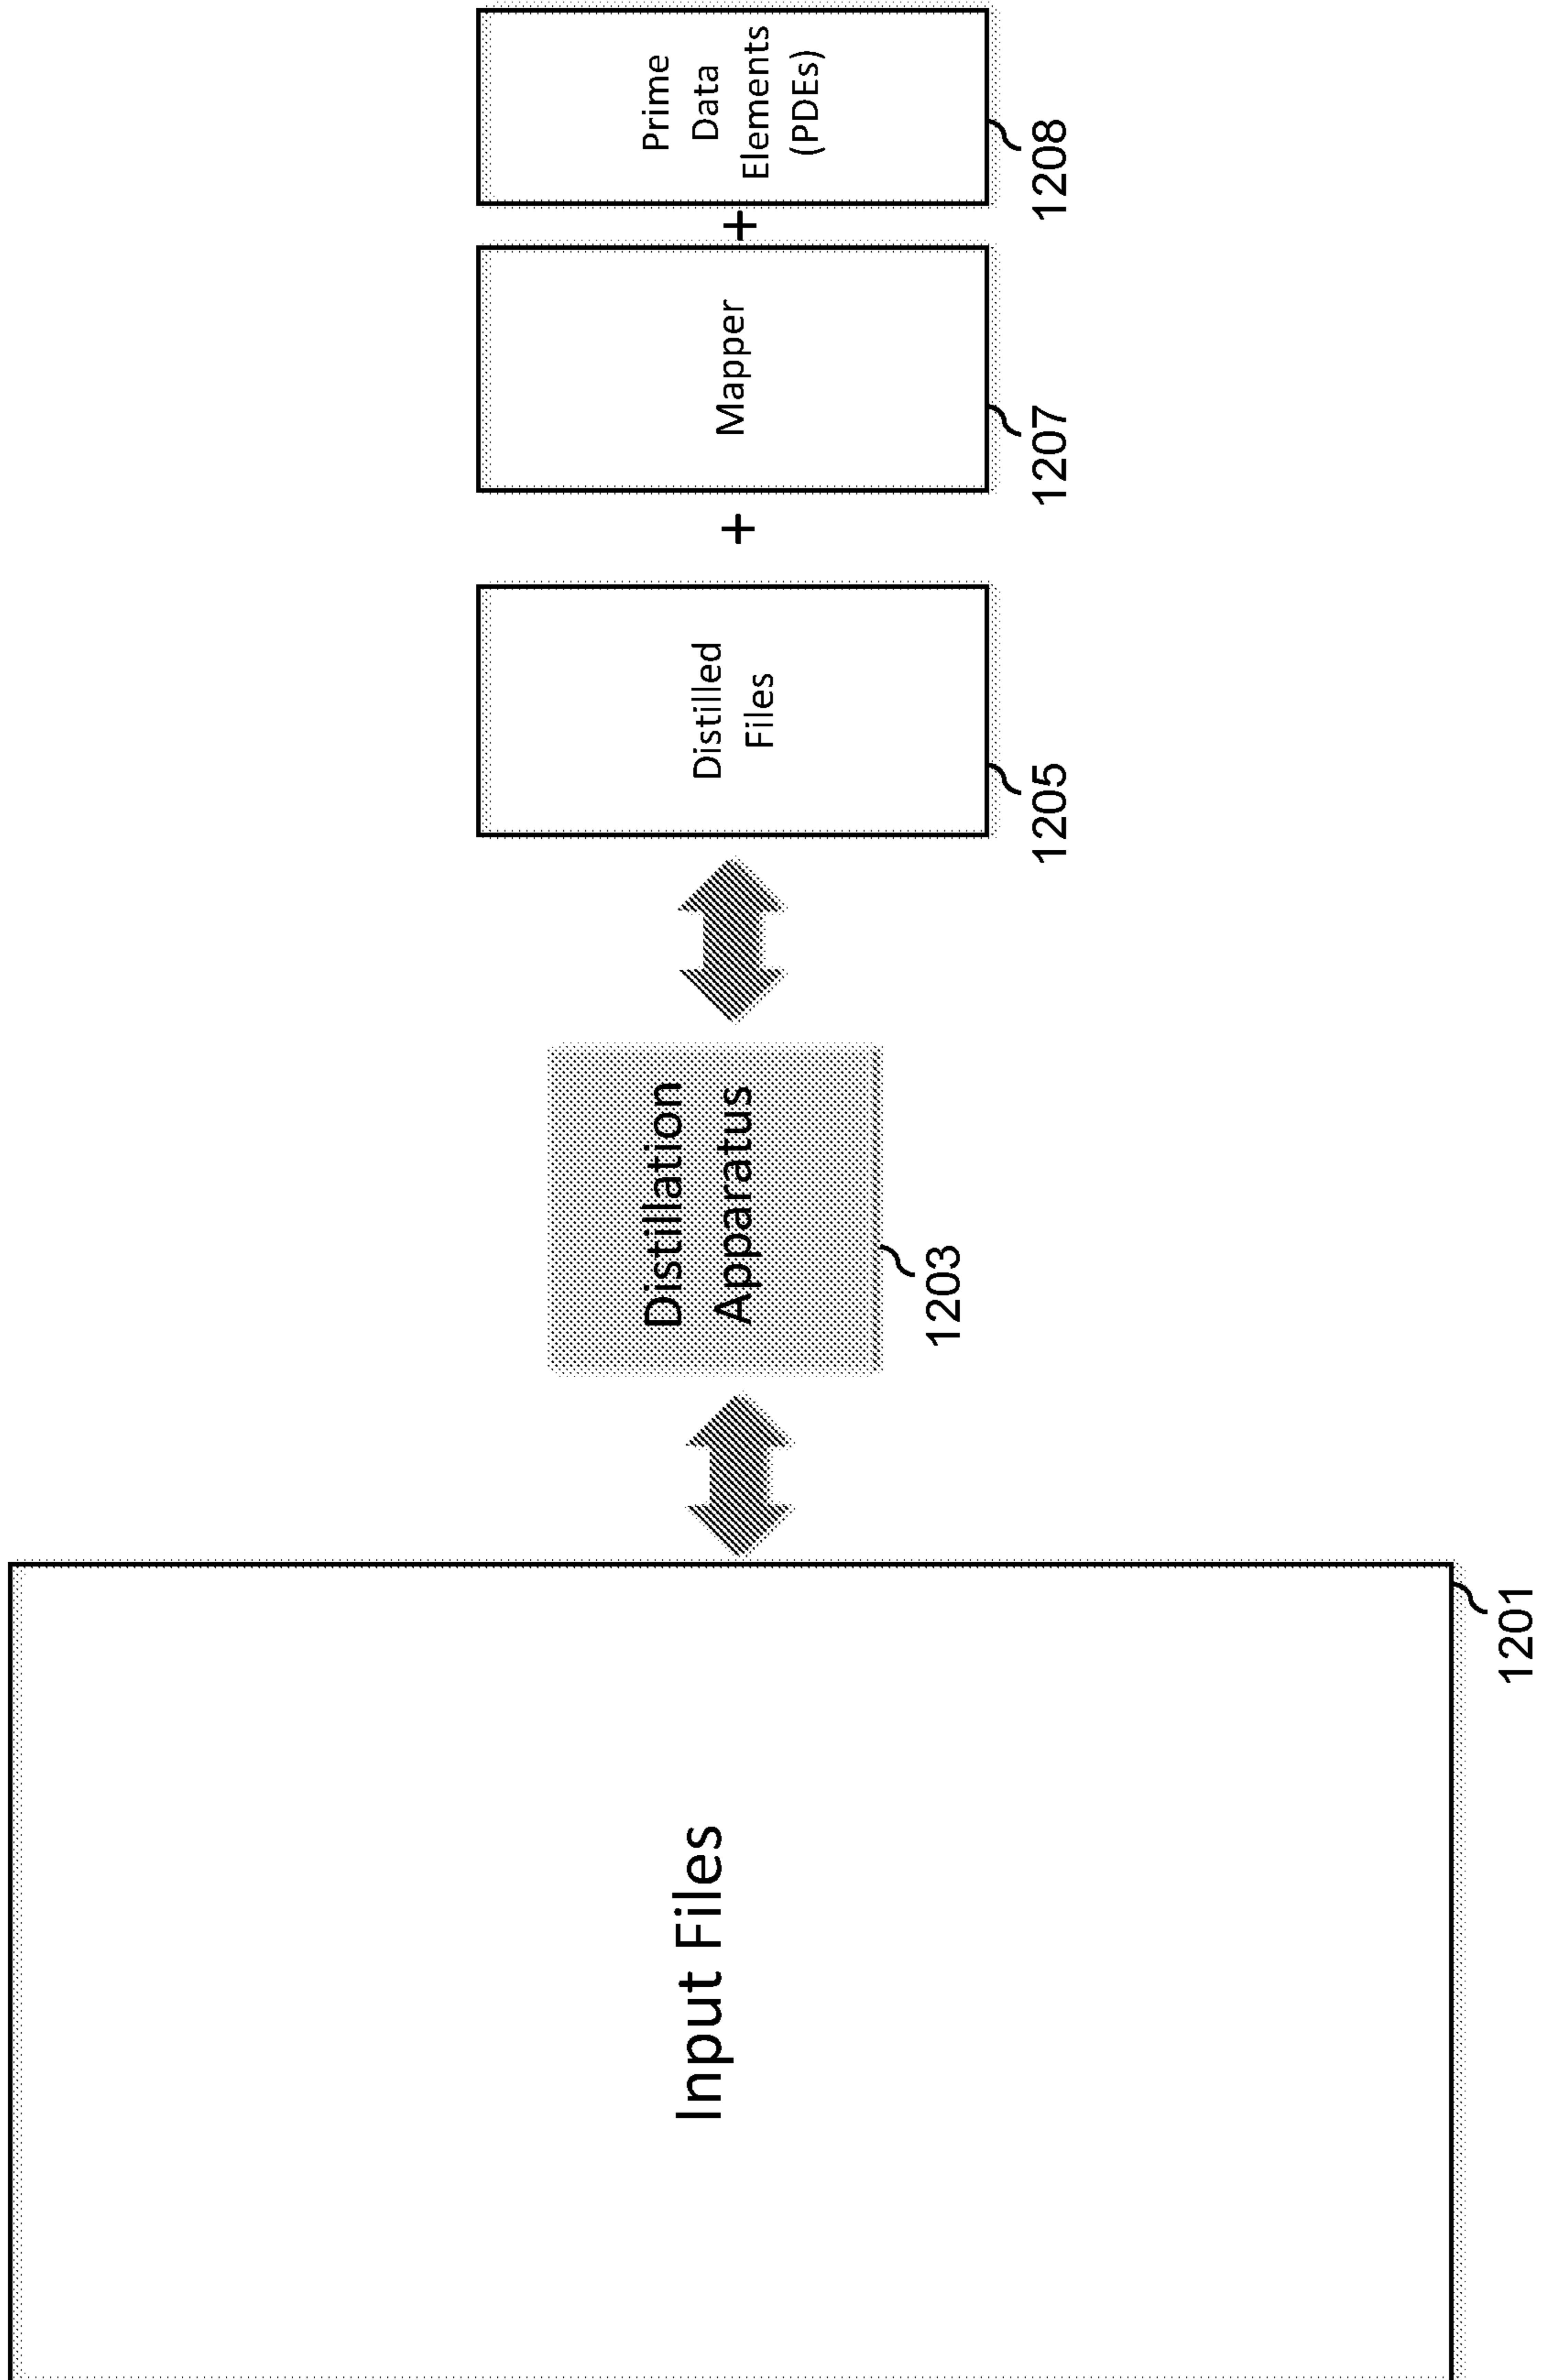 Input Files
1201
Distillation
Apparatus
1203
Distilled
Files
1205
+
Mapper
1207
+
Prime
Data
Elements
(PDEs)
1208